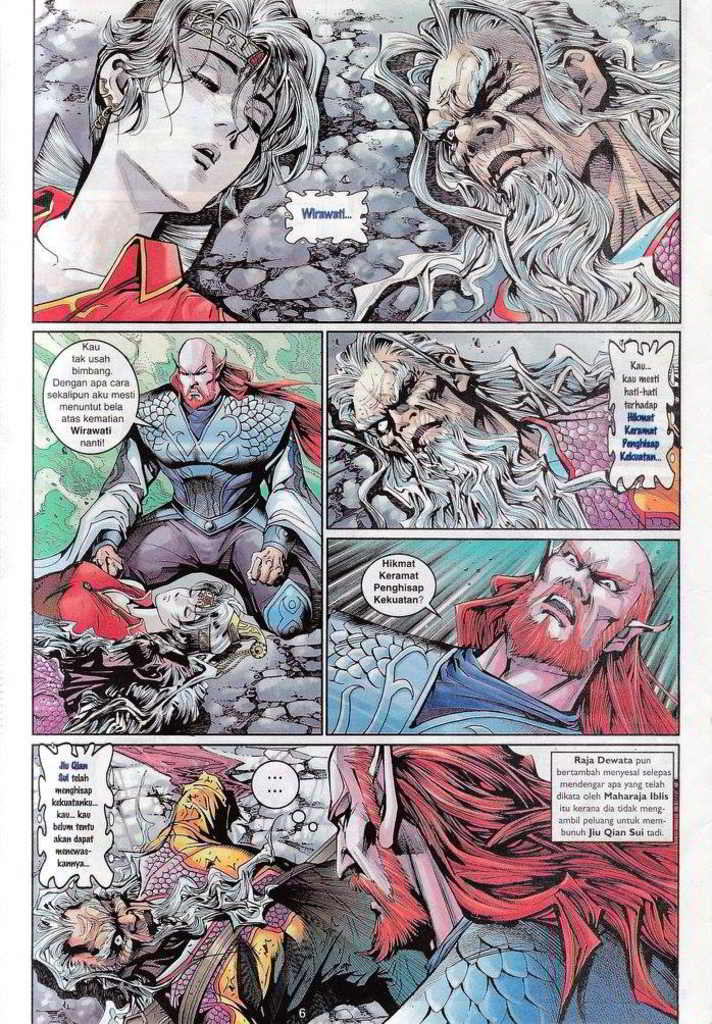 Wirawati...
Kau
tak usah
bimbang.
Dengan apa cara
sekalipun aku mesti
menuntut bela
atas kematian
Wirawati
nanti!
Kau...
kau mesti
hati-hati
terhadap
Hikmat
Keramat
Penghisap
Kekuatan...
Hikmat
Keramat
Penghisap
Kekuatan?
Jiu Qian
Sui telah
menghisap
kekuatanku...
kau... kau
belum tentu
akan dapat
menewas-
kannya...
...
...
Raja Dewata pun
bertambah menyesal selepas
mendengar apa yang telah
dikata oleh Maharaja Iblis
itu kerana dia tidak meng-
ambil peluang untuk mem-
bunuh Jiu Qian Sui tadi.
6